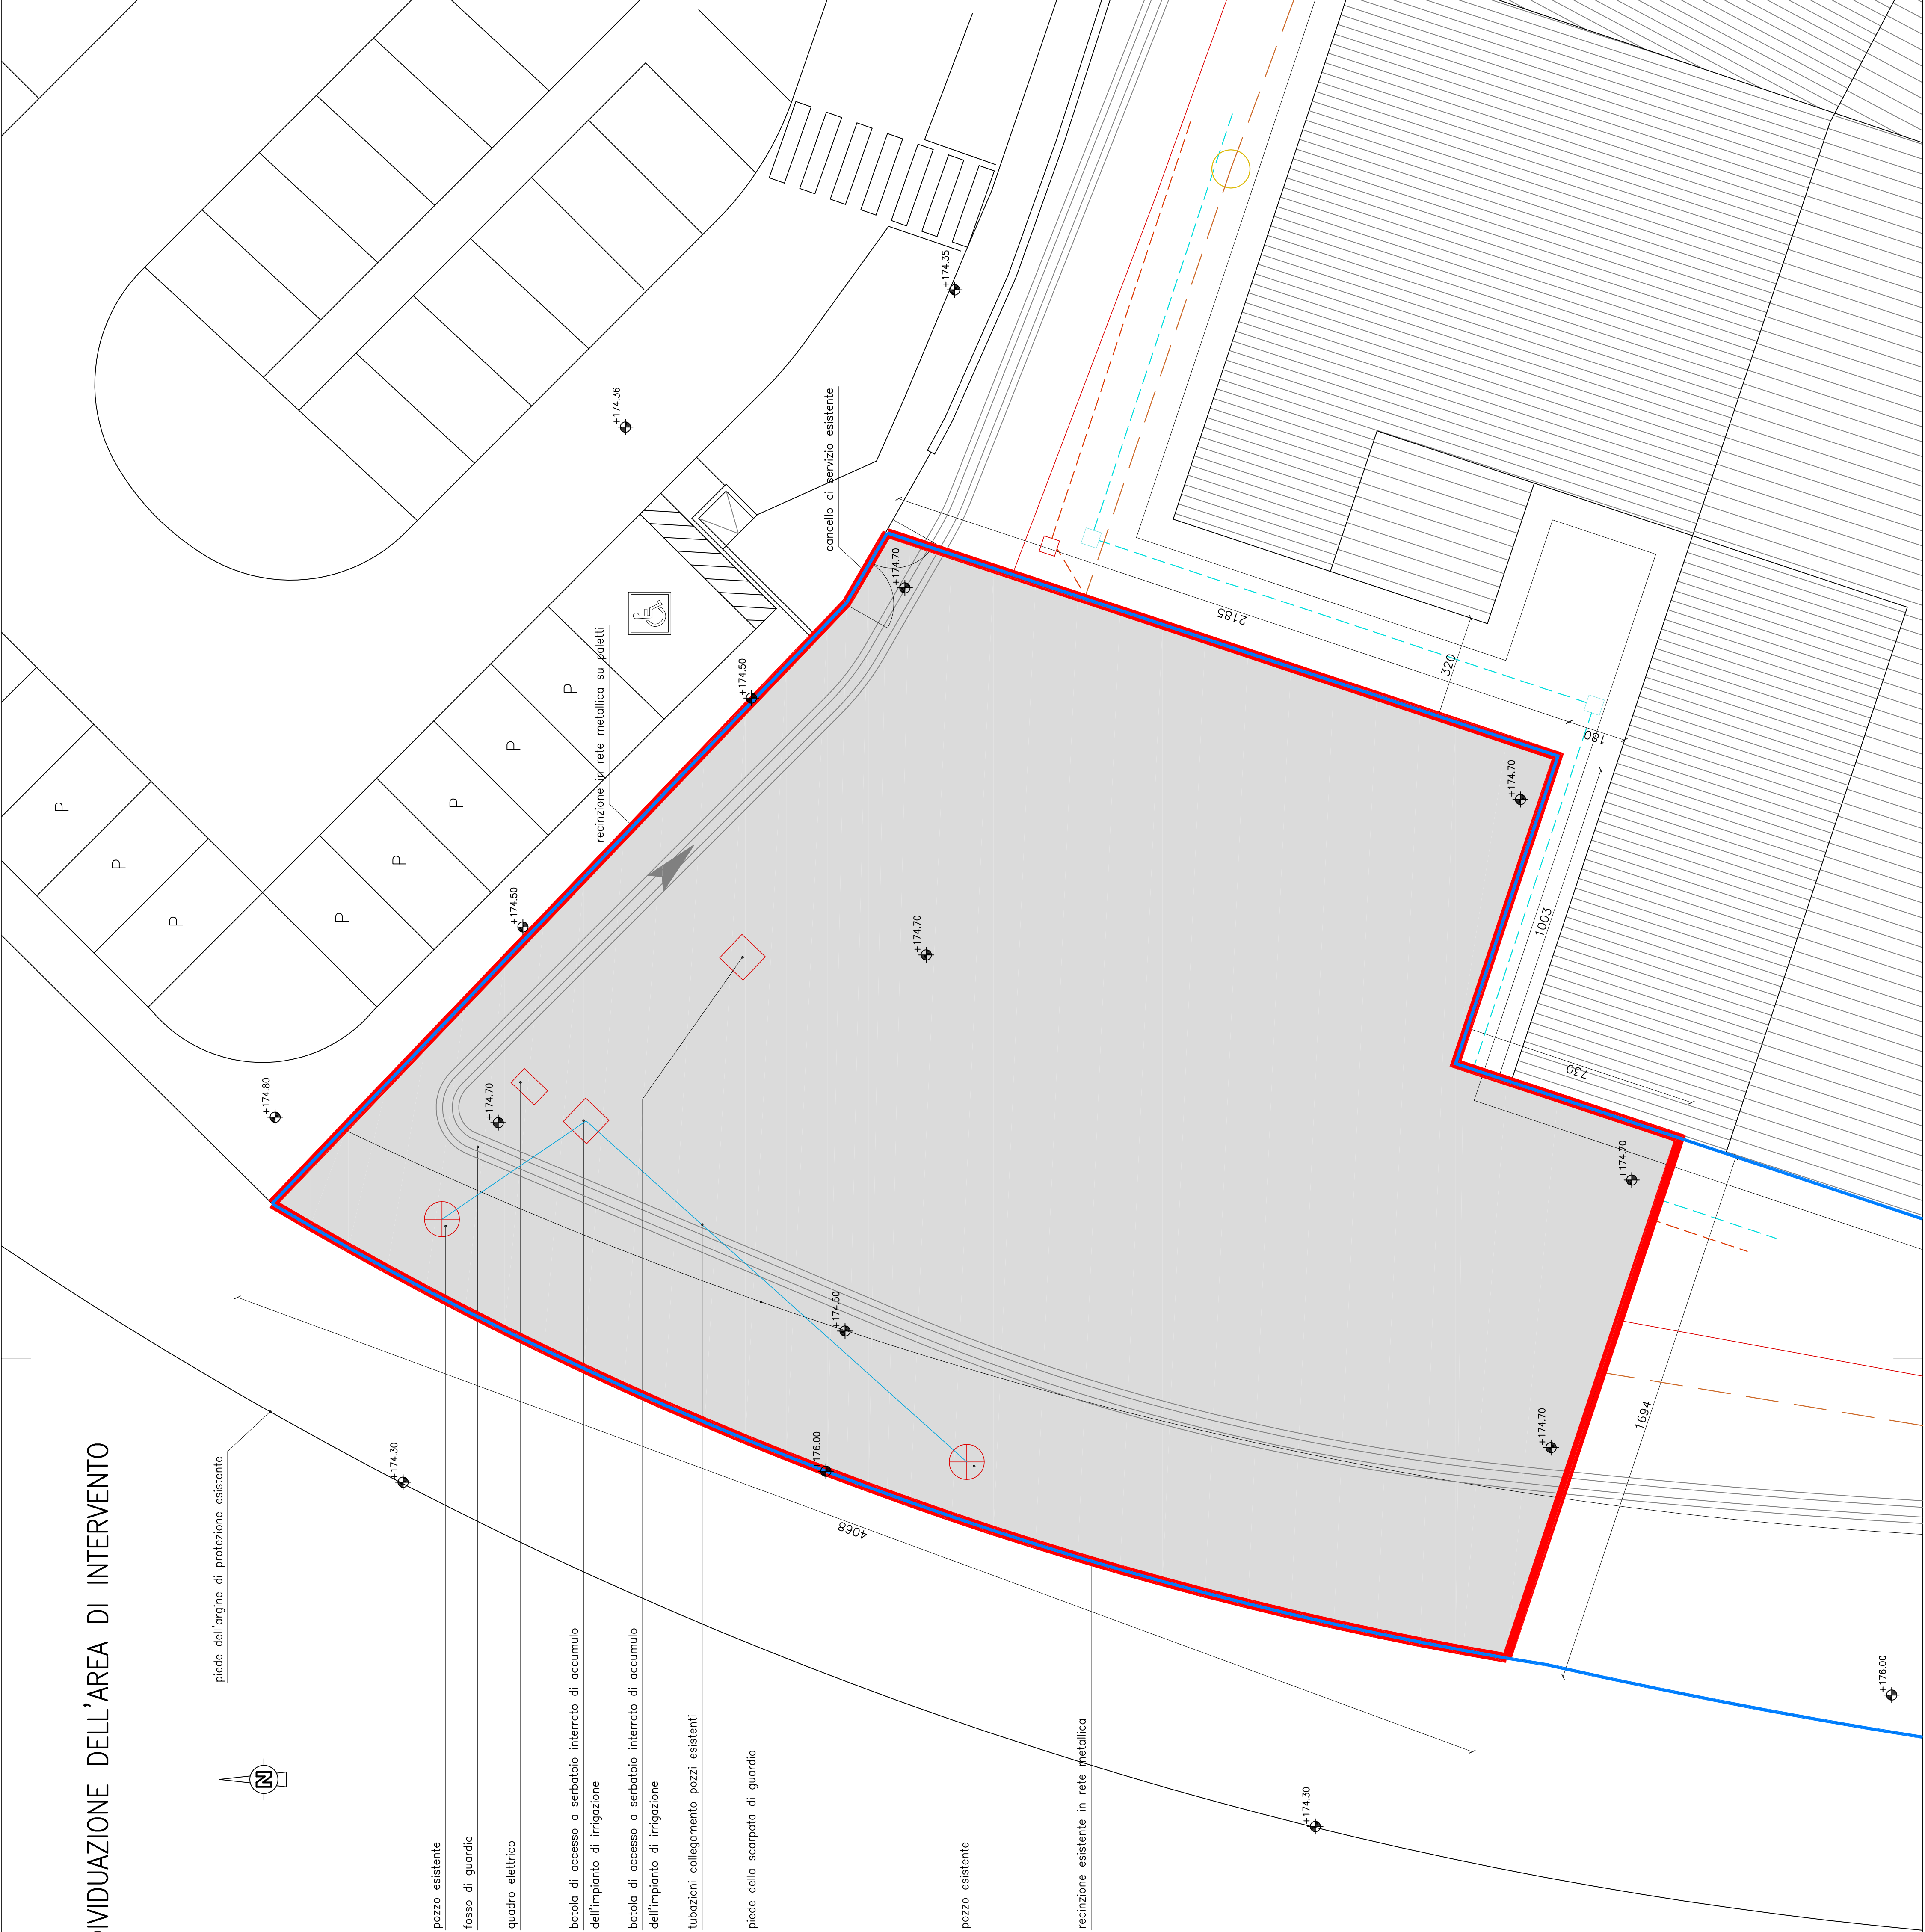 IVIDUAZIONE DELL'AREA DI INTERVENTO
piede dell'argine di protezione esistente
N
pozzo esistente
fosso di guardia
quadro elettrico
botola di accesso a serbatoio interrato di accumulo
dell'impianto di irrigazione
botola di accesso a serbatoio interrato di accumulo
dell'impianto di irrigazione
tubazioni collegamento pozzi esistenti
piede della scarpata di guardia
pozzo esistente
recinzione esistente in rete metallica
recinzione in rete metallica su paletti
cancello di servizio esistente
P
P
P
P
P
P
P
P
+174.80
+174.30
+174.70
+174.50
+174.50
+174.36
+174.35
+174.70
+174.70
+174.70
+174.50
+176.00
+174.70
+174.70
+174.30
+176.00
4068
2185
320
180
1003
730
1694